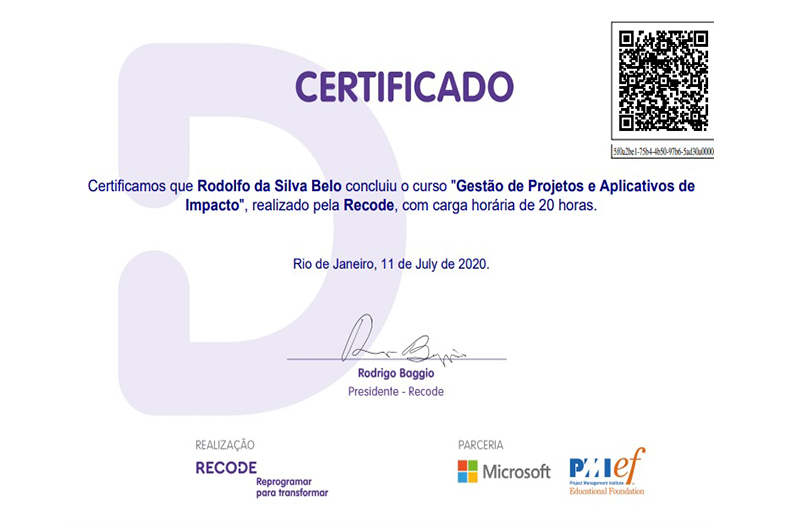 CERTIFICADO
5f0a2be1-75b4-4b50-97b6-5ad30a0000
Certificamos que Rodolfo da Silva Belo concluiu o curso "Gestão de Projetos e Aplicativos de
Impacto", realizado pela Recode, com carga horária de 20 horas.
Rio de Janeiro, 11 de July de 2020.
Rodrigo Baggio
Presidente - Recode
REALIZAÇÃO
RECODE
Reprogramar
para transformar
PARCERIA
Microsoft
PMIef
Project Management Institute
Educational Foundation